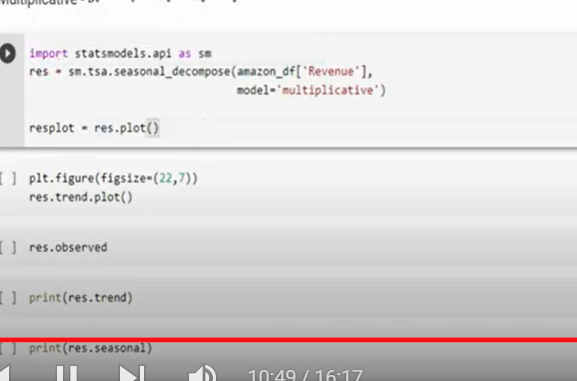 Multiplicative
import statsmodels.api as sm
res = sm.tsa.seasonal_decompose(amazon_df['Revenue'],
model='multiplicative')
resplot = res.plot()
[ ] plt.figure(figsize=(22,7))
res.trend.plot()
[ ] res.observed
[ ] print(res.trend)
[ ] print(res.seasonal)
10:49 / 16:17